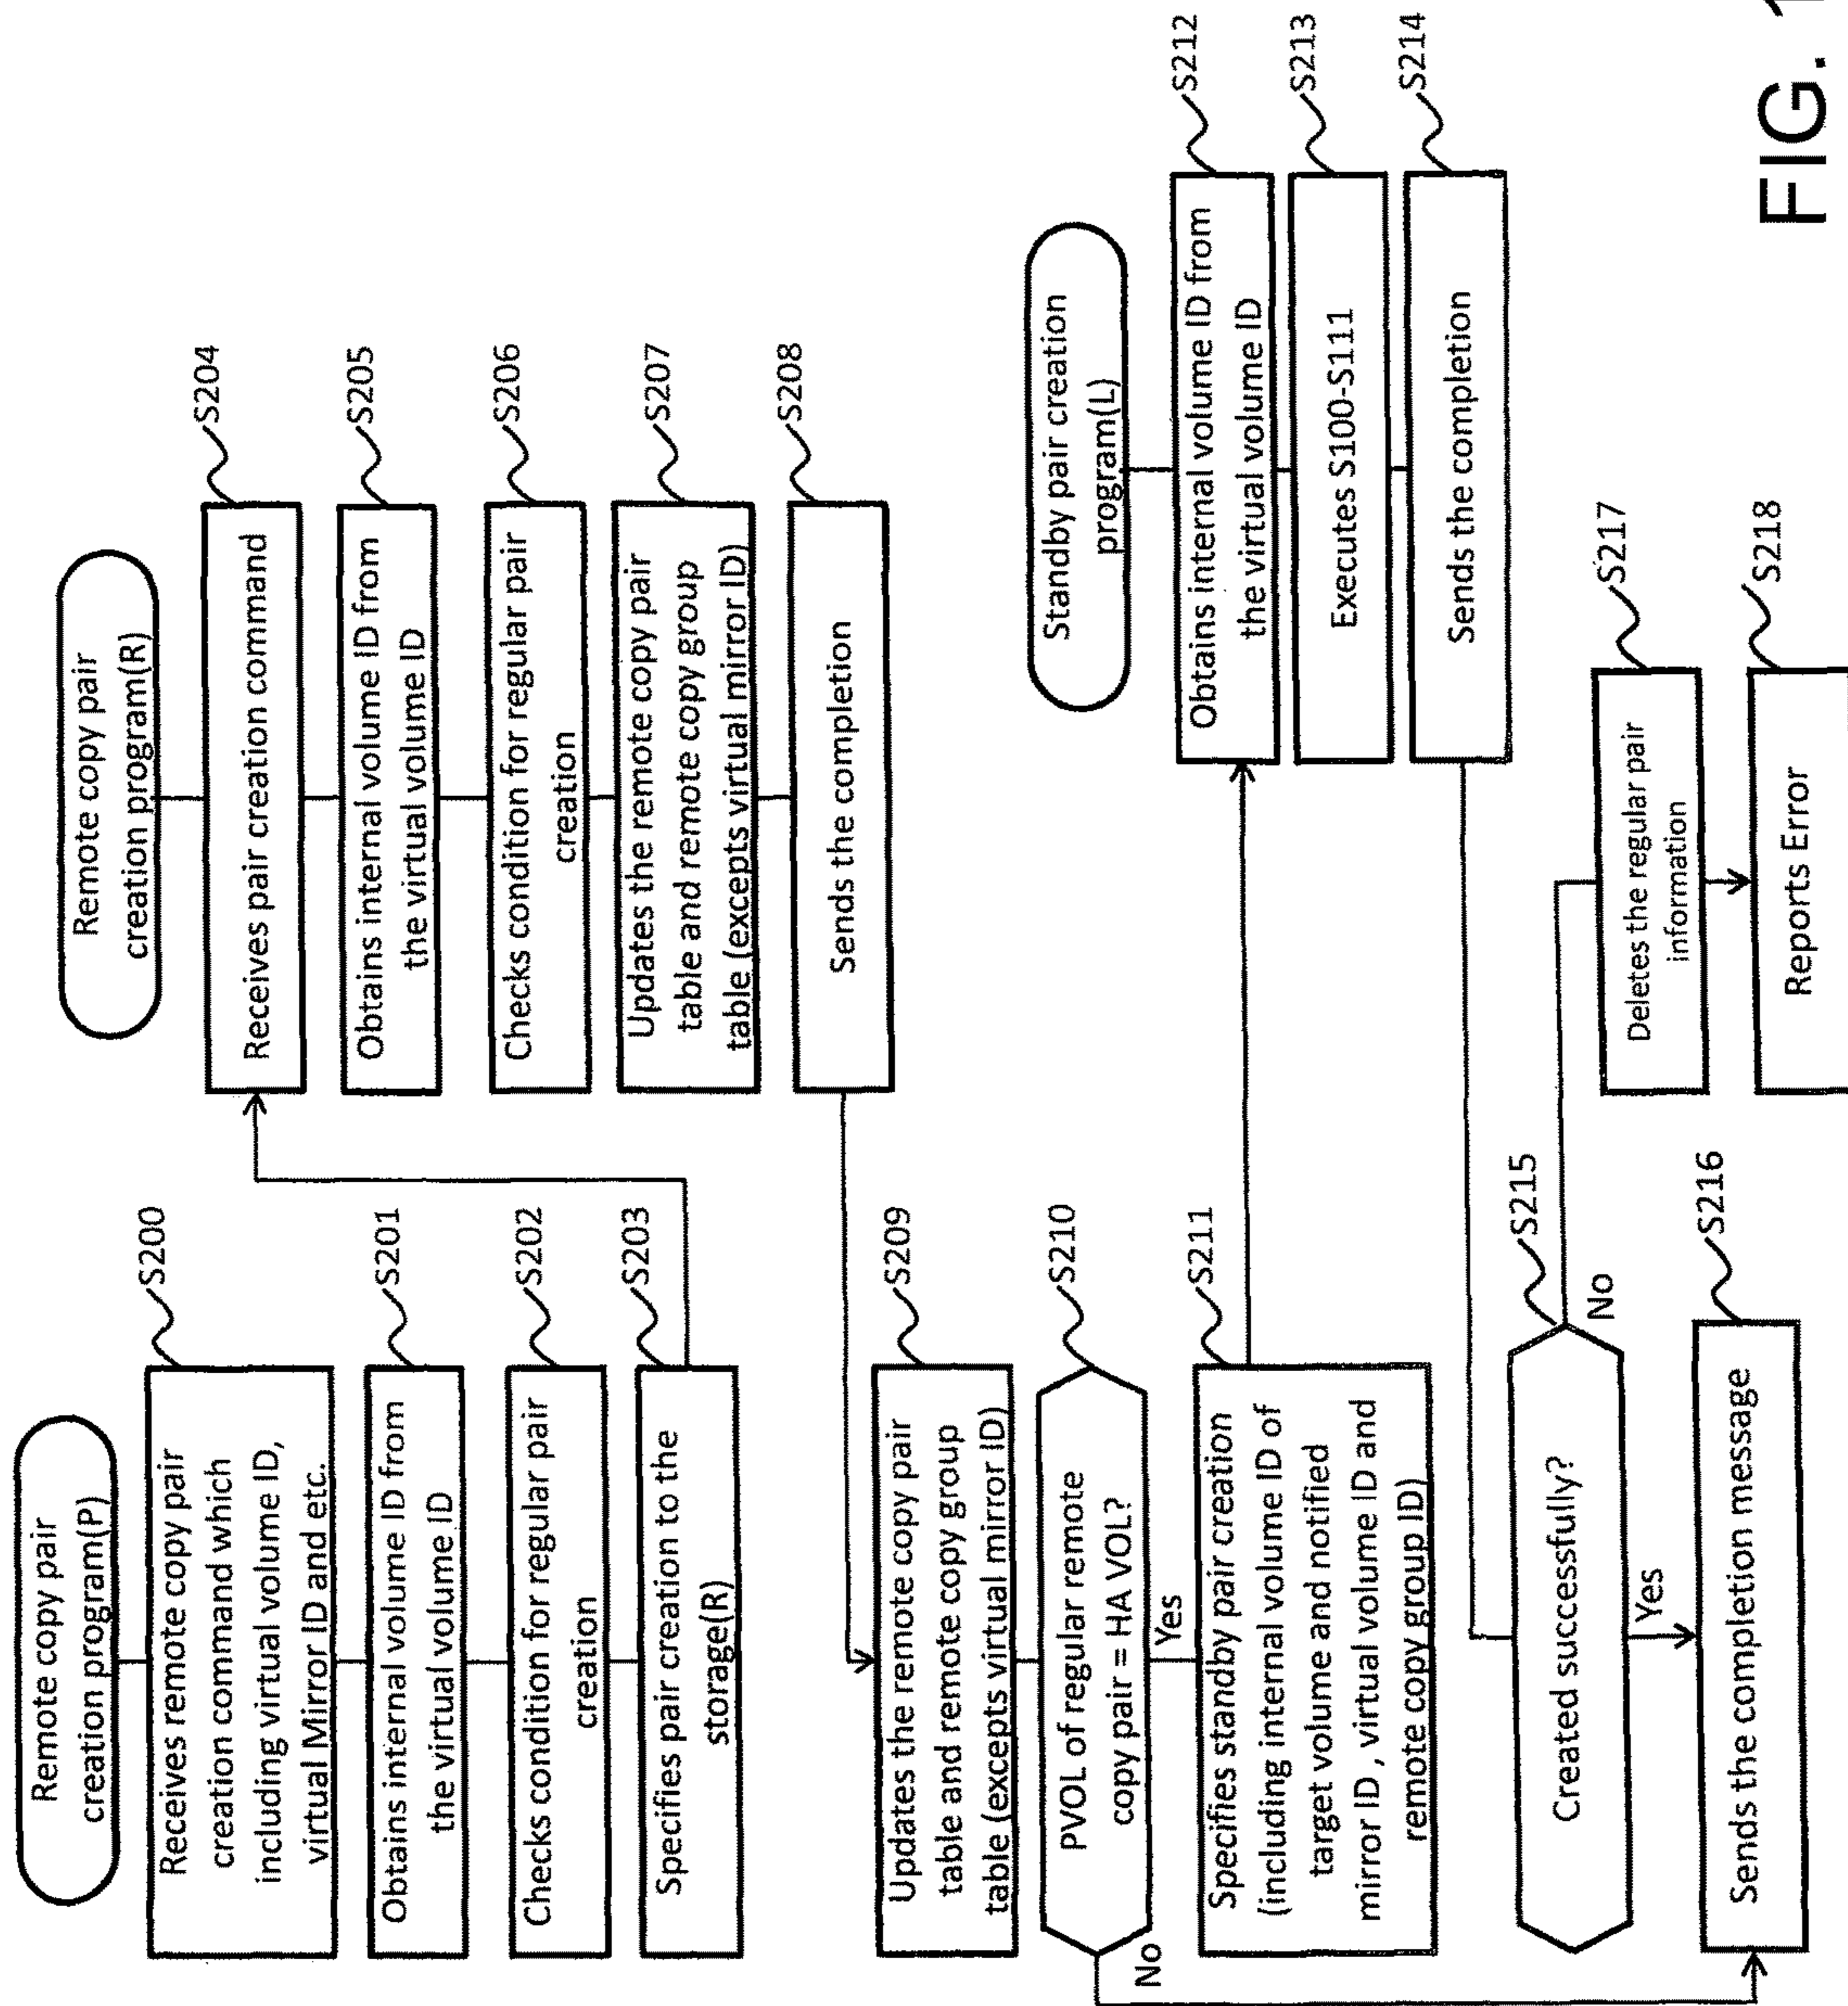 Remote copy pair
creation program(P)
Receives remote copy pair
creation command which
including virtual volume ID,
virtual Mirror ID and etc.
S200
Obtains internal volume ID from
the virtual volume ID
S201
Checks condition for regular pair
creation
S202
Specifies pair creation to the
storage(R)
S203
Remote copy pair
creation program(R)
Receives pair creation command
S204
Obtains internal volume ID from
the virtual volume ID
S205
Checks condition for regular pair
creation
S206
Updates the remote copy pair
table and remote copy group
table (excepts virtual mirror ID)
S207
Sends the completion
S208
Updates the remote copy pair
table and remote copy group
table (excepts virtual mirror ID)
S209
PVOL of regular remote
copy pair = HA VOL?
S210
No
Yes
Specifies standby pair creation
(including internal volume ID of
target volume and notified
mirror ID , virtual volume ID and
remote copy group ID)
S211
Standby pair creation
program(L)
Obtains internal volume ID from
the virtual volume ID
S212
Executes S100-S111
S213
Sends the completion
S214
Created successfully?
S215
No
Yes
Sends the completion message
S216
Deletes the regular pair
information
S217
Reports Error
S218
FIG.